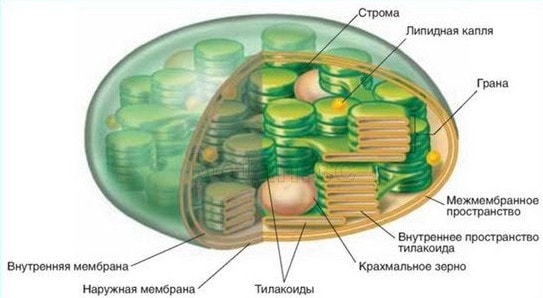 Строма
Липидная капля
Грана
Межмембранное
пространство
Внутреннее пространство
тилакоида
Крахмальное зерно
Тилакоиды
Наружная мембрана
Внутренняя мембрана